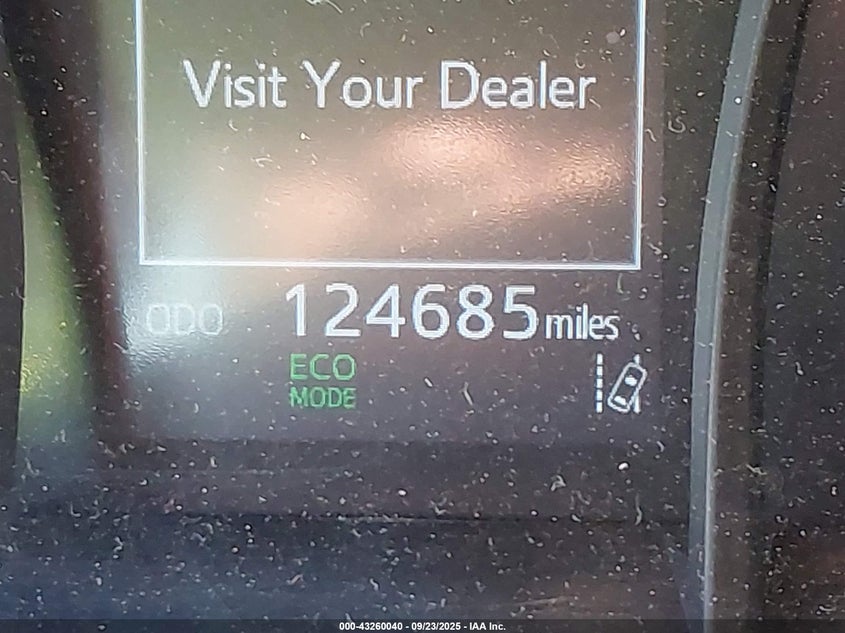 Visit Your Dealer
ODO 124685 miles
ECO
MODE
000-43260040 - 09/23/2025 - IAA Inc.